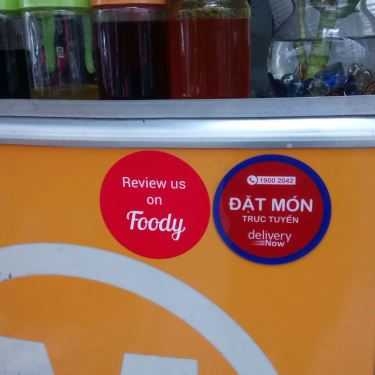 Review us
on
Foody
1900 2042
ĐẶT MÓN
TRỰC TUYẾN
delivery
Now